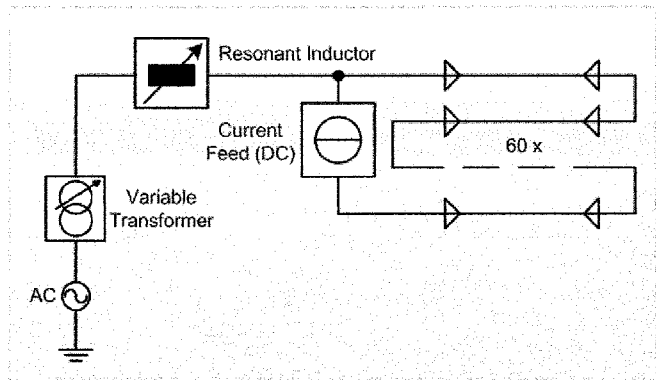 Resonant Inductor
Current
Feed (DC)
60 x
Variable
Transformer
AC